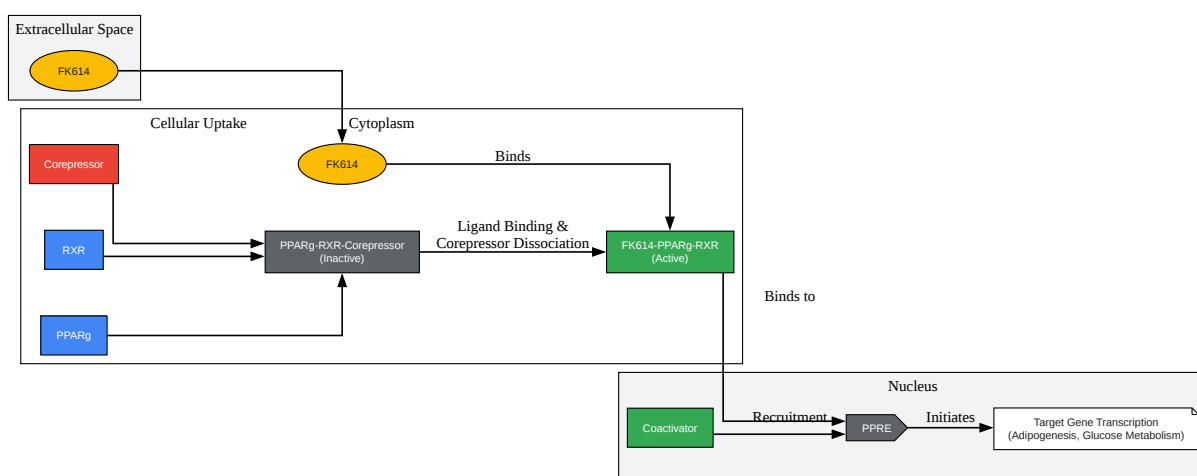 Extracellular Space
FK614
Cellular Uptake
Cytoplasm
Corepressor
FK614
Binds
RXR
PPARg-RXR-Corepressor
(Inactive)
Ligand Binding &
Corepressor Dissociation
FK614-PPARg-RXR
(Active)
PPARg
Binds to
Nucleus
Coactivator
Recruitment
PPRE
Initiates
Target Gene Transcription
(Adipogenesis, Glucose Metabolism)